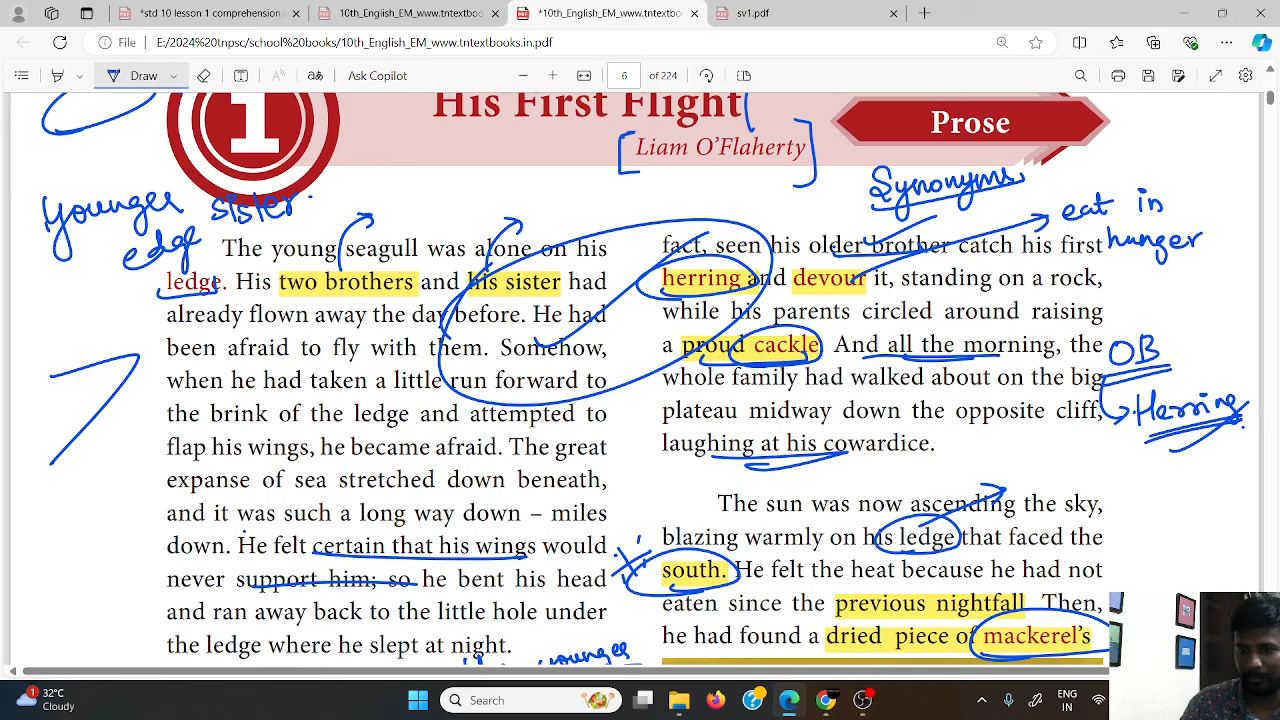 *std 10 lesson 1 comprehension.
10th_English_EM_www.tntextbooks
*10th_English_EM_www.tntextbooks
sv1.pdf
File
E:/2024%20tnpsc/school%20books/10th_English_EM_www.tntextbooks.in.pdf
Draw
Ask Copilot
6
of 224
1
His First Flight
Liam O'Flaherty
Prose
Younger sister.
edge
Synonyms
eat in
hunger
OB
Herring
The young seagull was alone on his
ledge. His two brothers and his sister had
already flown away the day before. He had
been afraid to fly with them. Somehow,
when he had taken a little run forward to
the brink of the ledge and attempted to
flap his wings, he became afraid. The great
expanse of sea stretched down beneath,
and it was such a long way down – miles
down. He felt certain that his wings would
never support him; so he bent his head
and ran away back to the little hole under
the ledge where he slept at night.
younges
fact, seen his older brother catch his first
herring and devour it, standing on a rock,
while his parents circled around raising
a proud cackle. And all the morning, the
whole family had walked about on the big
plateau midway down the opposite cliff,
laughing at his cowardice.
The sun was now ascending the sky,
blazing warmly on his ledge that faced the
south. He felt the heat because he had not
eaten since the previous nightfall. Then,
he had found a dried piece of mackerel's
1
32°C
Cloudy
Search
ENG
IN